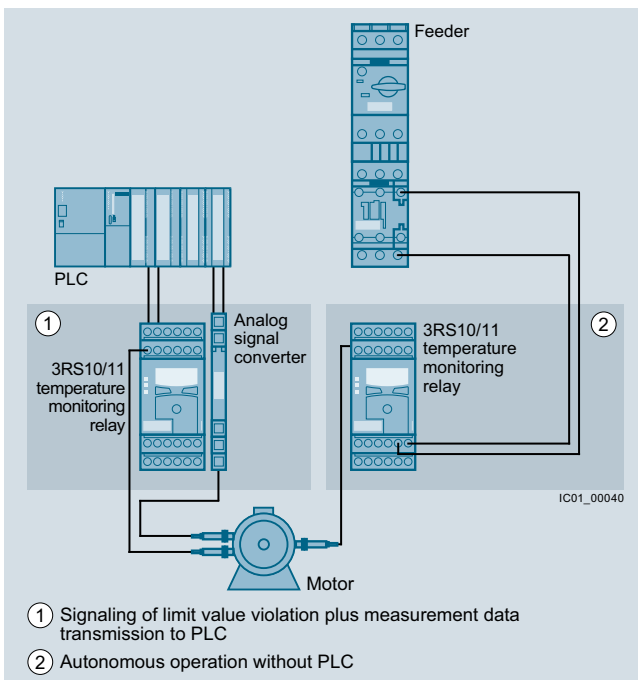 Feeder
PLC
1
Analog
signal
converter
3RS10/11
temperature
monitoring
relay
3RS10/11
temperature
monitoring
relay
2
IC01_00040
Motor
1 Signaling of limit value violation plus measurement data
transmission to PLC
2 Autonomous operation without PLC